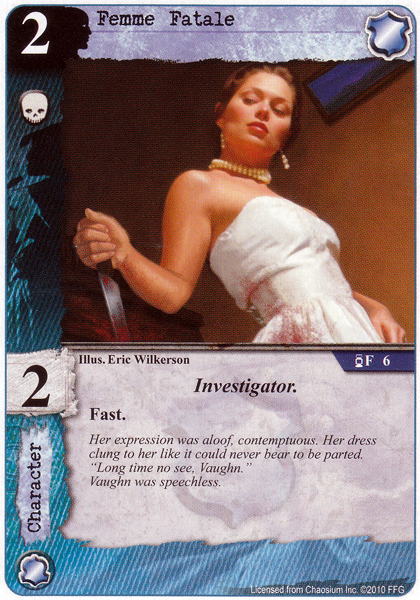 2
Femme Fatale
Illus. Eric Wilkerson
F 6
2
Investigator.
Fast.
Her expression was aloof, contemptuous. Her dress
clung to her like it could never bear to be parted.
“Long time no see, Vaughn.”
Vaughn was speechless.
Character
Licensed from Chaosium Inc. ©2010 FFG